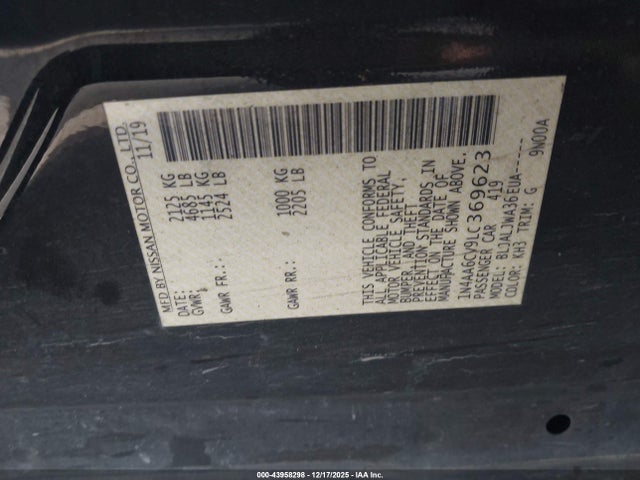 MFD BY NISSAN MOTOR CO., LTD.
DATE: 11/19
GVWR: 2125 KG
4685 LB
GAWR FR.: 1145 KG
2524 LB
GAWR RR.: 1000 KG
2205 LB
THIS VEHICLE CONFORMS TO
ALL APPLICABLE FEDERAL
MOTOR VEHICLE SAFETY,
BUMPER, AND THEFT
PREVENTION STANDARDS IN
EFFECT ON THE DATE OF
MANUFACTURE SHOWN ABOVE.
1N4AA6CV9LC369623
PASSENGER CAR 419
MODEL: BL3ALJWA36EUA-----
COLOR: KH3 TRIM: G 9N00A
000-43958298 - 12/17/2025 - IAA Inc.